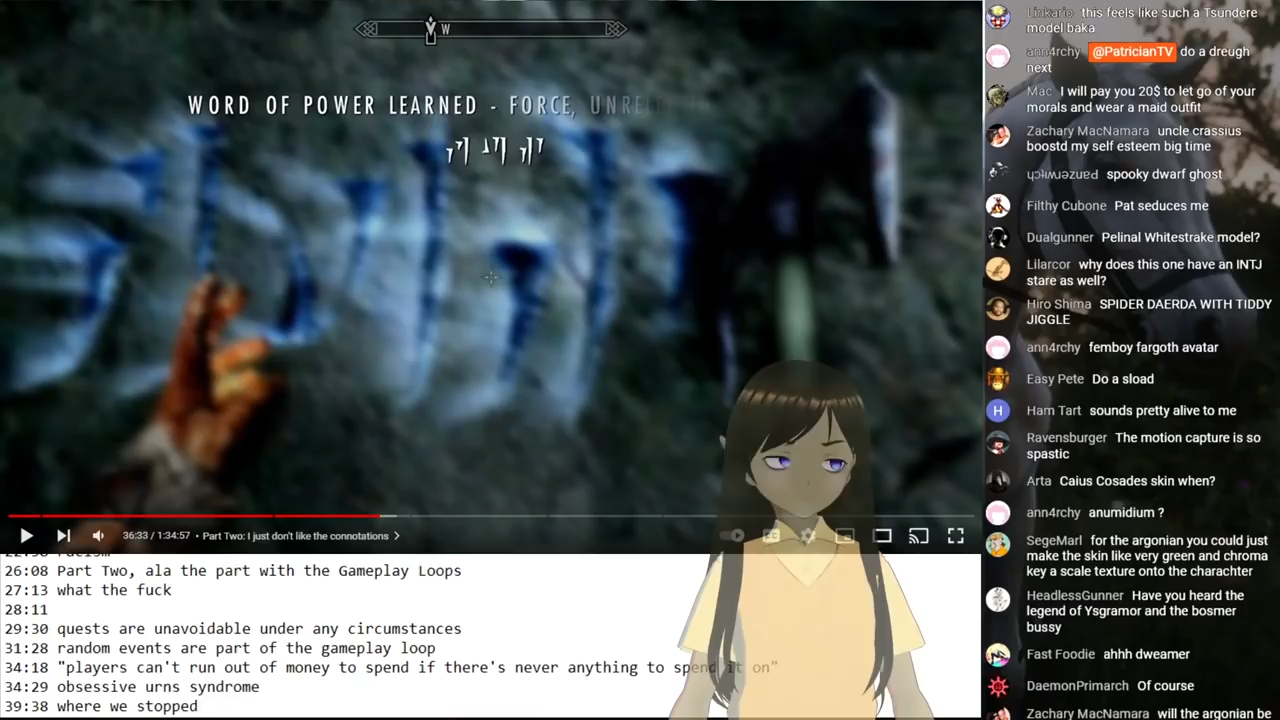 W
WORD OF POWER LEARNED - FORCE, UNREL
36:33 / 1:34:57 • Part Two: I just don't like the connotations
26:08 Part Two, ala the part with the Gameplay Loops
27:13 what the fuck
28:11
29:30 quests are unavoidable under any circumstances
31:28 random events are part of the gameplay loop
34:18 "players can't run out of money to spend if there's never anything to spend it on"
34:29 obsessive urns syndrome
39:38 where we stopped
Linkario this feels like such a Tsundere
model baka
ann4rchy @PatricianTV do a dreugh
next
Mac I will pay you 20$ to let go of your
morals and wear a maid outfit
Zachary MacNamara uncle crassius
boostd my self esteem big time
spooky dwarf ghost
Filthy Cubone Pat seduces me
Dualgunner Pelinal Whitestrake model?
Lilarcor why does this one have an INTJ
stare as well?
Hiro Shima SPIDER DAERDA WITH TIDDY
JIGGLE
ann4rchy femboy fargoth avatar
Easy Pete Do a sload
H Ham Tart sounds pretty alive to me
Ravensburger The motion capture is so
spastic
Arta Caius Cosades skin when?
ann4rchy anumidium ?
SegeMarl for the argonian you could just
make the skin like very green and chroma
key a scale texture onto the charachter
HeadlessGunner Have you heard the
legend of Ysgramor and the bosmer
bussy
Fast Foodie ahhh dweamer
DaemonPrimarch Of course
Zachary MacNamara will the argonian be